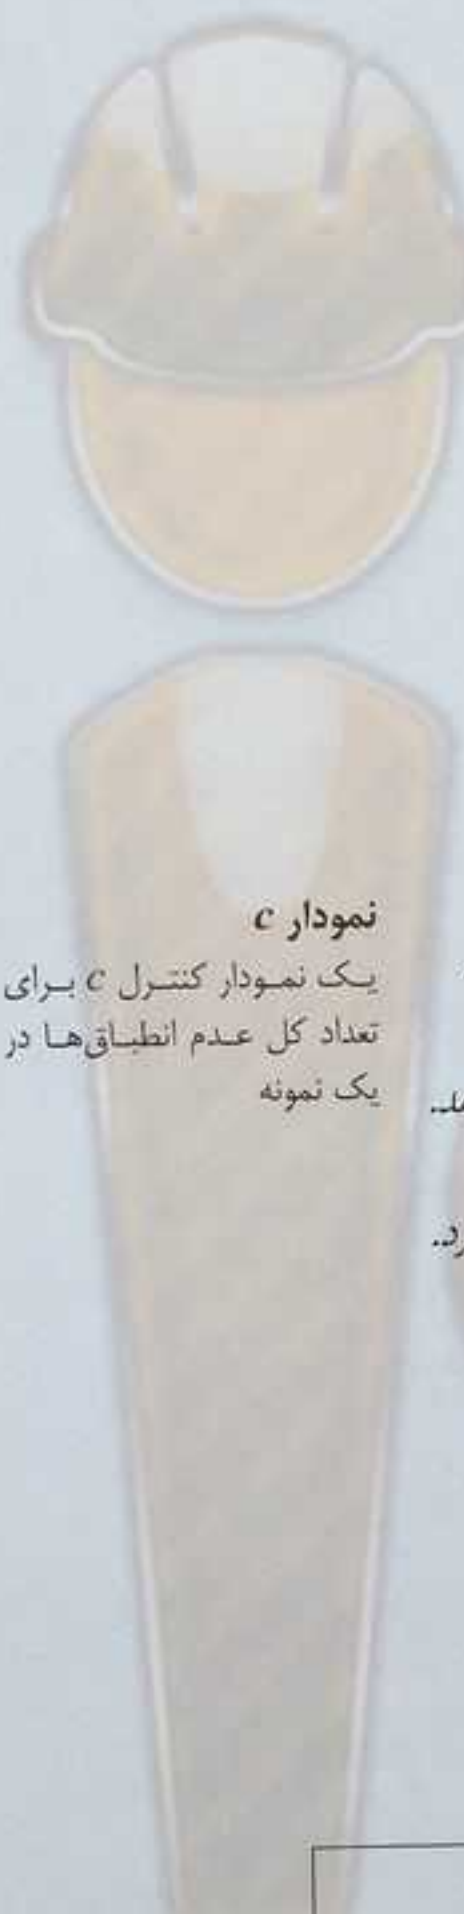 نمودار c
یک نمودار کنترل c برای
تعداد کل عدم انطباق‌ها در
یک نمونه